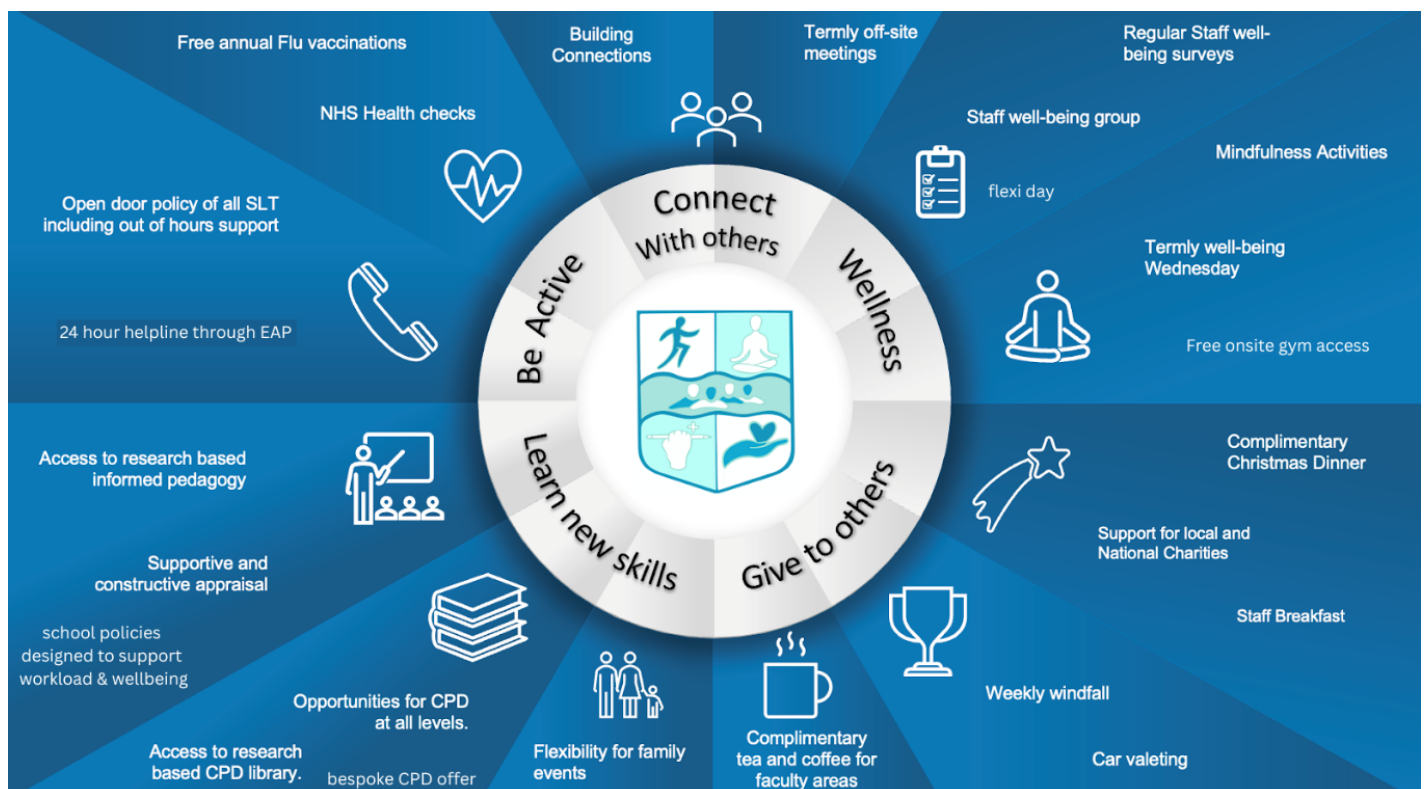 Free annual Flu vaccinations
Building
Connections
Termly off-site
meetings
Regular Staff well-
being surveys
NHS Health checks
Staff well-being group
Mindfulness Activities
flexi day
Open door policy of all SLT
including out of hours support
Termly well-being
Wednesday
24 hour helpline through EAP
Free onsite gym access
Connect
With others
Be Active
Wellness
Learn new skills
Give to others
Access to research based
informed pedagogy
Complimentary
Christmas Dinner
Support for local and
National Charities
Supportive and
constructive appraisal
Staff Breakfast
school policies
designed to support
workload & wellbeing
Opportunities for CPD
at all levels.
Weekly windfall
Access to research
based CPD library.
bespoke CPD offer
Flexibility for family
events
Complimentary
tea and coffee for
faculty areas
Car valeting